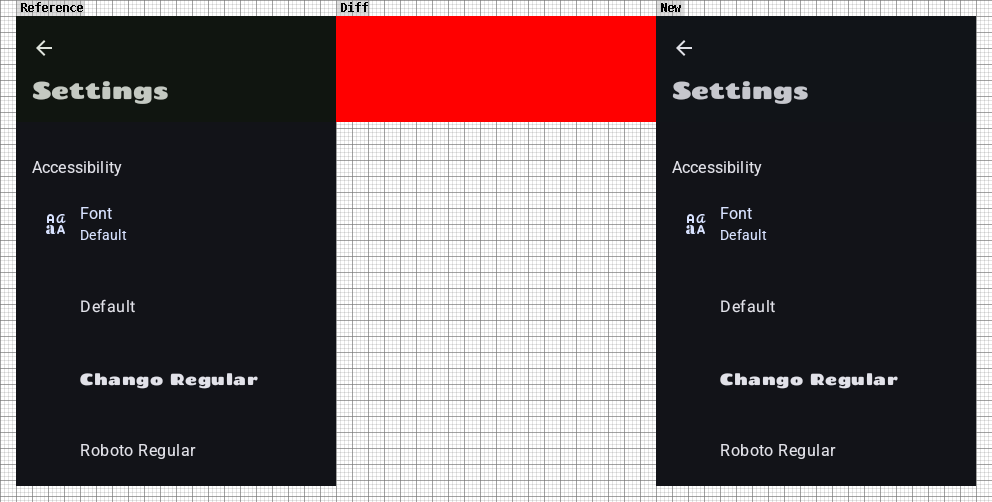 Reference
Diff
New
Settings
Accessibility
Font
Default
Default
Chango Regular
Roboto Regular
Settings
Accessibility
Font
Default
Default
Chango Regular
Roboto Regular